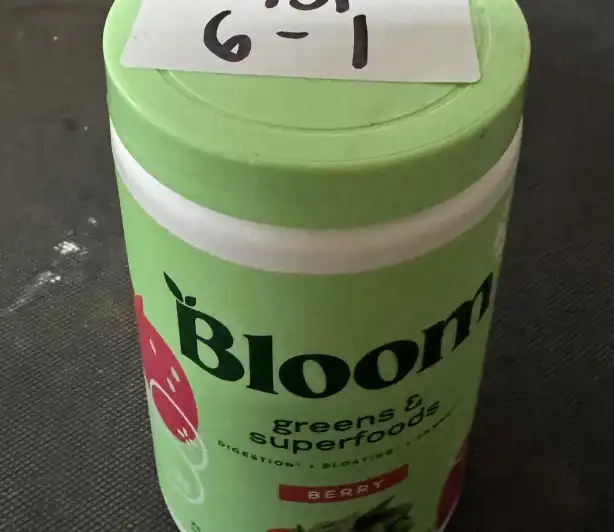 6-1
Bloom
greens &
superfoods
DIGESTION* • BLOATING* •
BERRY